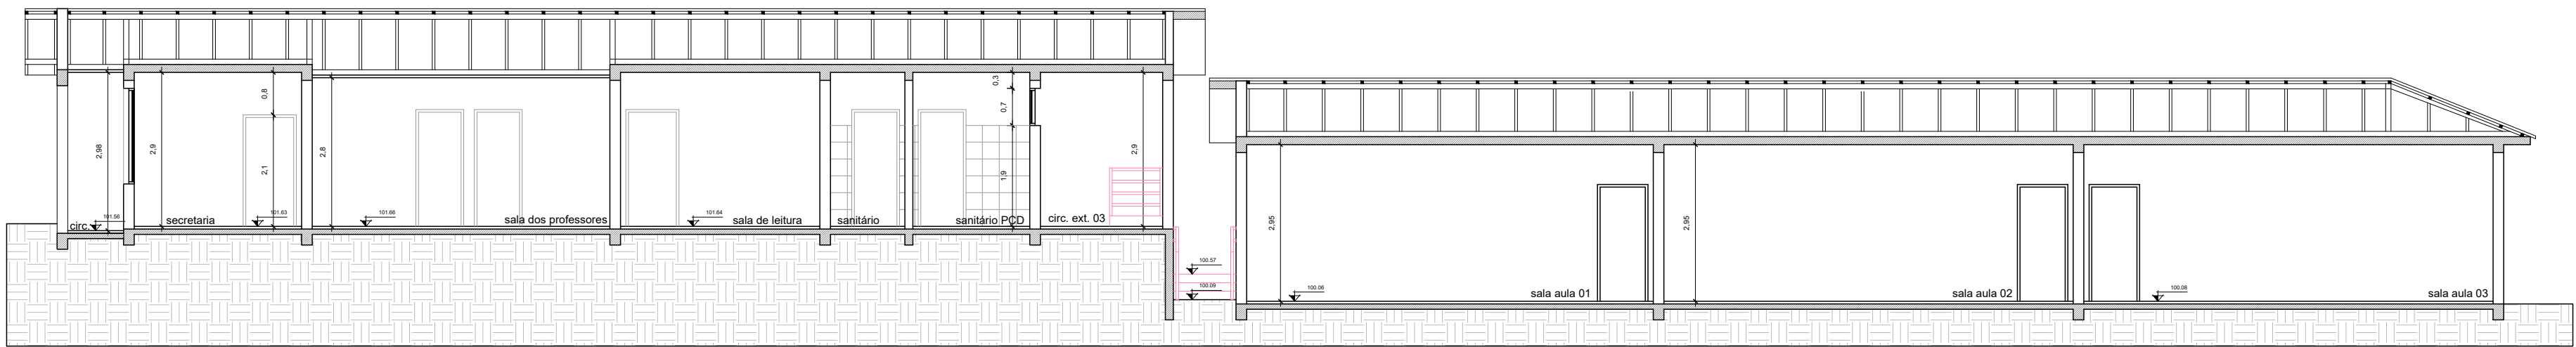 2,98
101.56
circ.
2,9
secretaria
0,8
2,1
101.63
2,8
101.66
sala dos professores
101.64
sala de leitura
sanitário
sanitário PCD
0,3
0,7
1,9
circ. ext. 03
2,9
100.57
100.09
2,95
100.06
sala aula 01
2,95
sala aula 02
100.08
sala aula 03